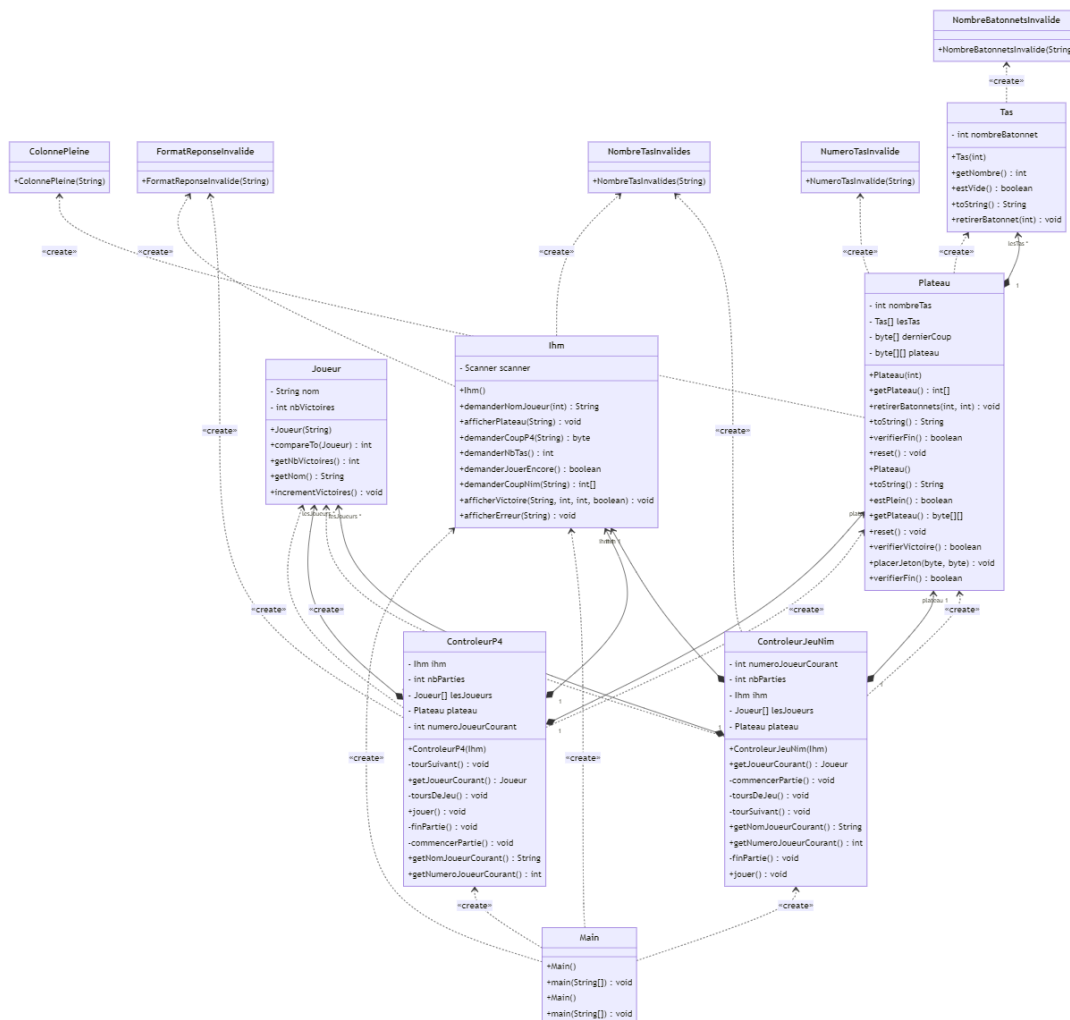 NombreBatonnetsInvalide
+NombreBatonnetsInvalide(String
«create»
Tas
- int nombreBatonnet
+Tas(int)
+getNombre() : int
+estVide() : boolean
+toString() : String
+retirerBatonnet(int) : void
ColonnePleine
+ColonnePleine(String)
FormatReponseInvalide
+FormatReponseInvalide(String)
NombreTasInvalides
+NombreTasInvalides(String)
NumeroTasInvalide
+NumeroTasInvalide(String)
lesTas *
«create»
«create»
«create»
«create»
«create»
1
Plateau
- int nombreTas
- Tas[] lesTas
- byte[] dernierCoup
- byte[][] plateau
+Plateau(int)
+getPlateau() : int[]
+retirerBatonnets(int, int) : void
+toString() : String
+verifierFin() : boolean
+reset() : void
+Plateau()
+toString() : String
+estPlein() : boolean
+getPlateau() : byte[][]
+reset() : void
+verifierVictoire() : boolean
+placerJeton(byte, byte) : void
+verifierFin() : boolean
Ihm
- Scanner scanner
+Ihm()
+demanderNomJoueur(int) : String
+afficherPlateau(String) : void
+demanderCoupP4(String) : byte
+demanderNbTas() : int
+demanderJouerEncore() : boolean
+demanderCoupNim(String) : int[]
+afficherVictoire(String, int, int, boolean) : void
+afficherErreur(String) : void
Joueur
- String nom
- int nbVictoires
+Joueur(String)
+compareTo(Joueur) : int
+getNbVictoires() : int
+getNom() : String
+incrementVictoires() : void
«create»
«create»
lesJoueurs *
plateau 1
«create»
«create»
«create»
«create»
ControleurP4
- Ihm ihm
- int nbParties
- Joueur[] lesJoueurs
- Plateau plateau
- int numeroJoueurCourant
+ControleurP4(Ihm)
-tourSuivant() : void
+getJoueurCourant() : Joueur
-toursDeJeu() : void
+jouer() : void
-finPartie() : void
-commencerPartie() : void
+getNomJoueurCourant() : String
+getNumeroJoueurCourant() : int
1
1
1
1
ControleurJeuNim
- int numeroJoueurCourant
- int nbParties
- Ihm ihm
- Joueur[] lesJoueurs
- Plateau plateau
+ControleurJeuNim(Ihm)
+getJoueurCourant() : Joueur
-commencerPartie() : void
-toursDeJeu() : void
-tourSuivant() : void
+getNomJoueurCourant() : String
+getNumeroJoueurCourant() : int
-finPartie() : void
+jouer() : void
«create»
«create»
«create»
«create»
Main
+Main()
+main(String[]) : void
+Main()
+main(String[]) : void